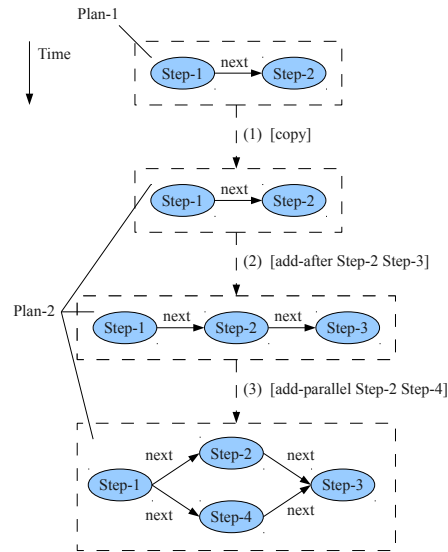 Plan-1
Time
Step-1 next Step-2
(1) [copy]
Step-1 next Step-2
(2) [add-after Step-2 Step-3]
Plan-2
Step-1 next Step-2 next Step-3
(3) [add-parallel Step-2 Step-4]
next Step-2 next
Step-1 Step-3
next Step-4 next